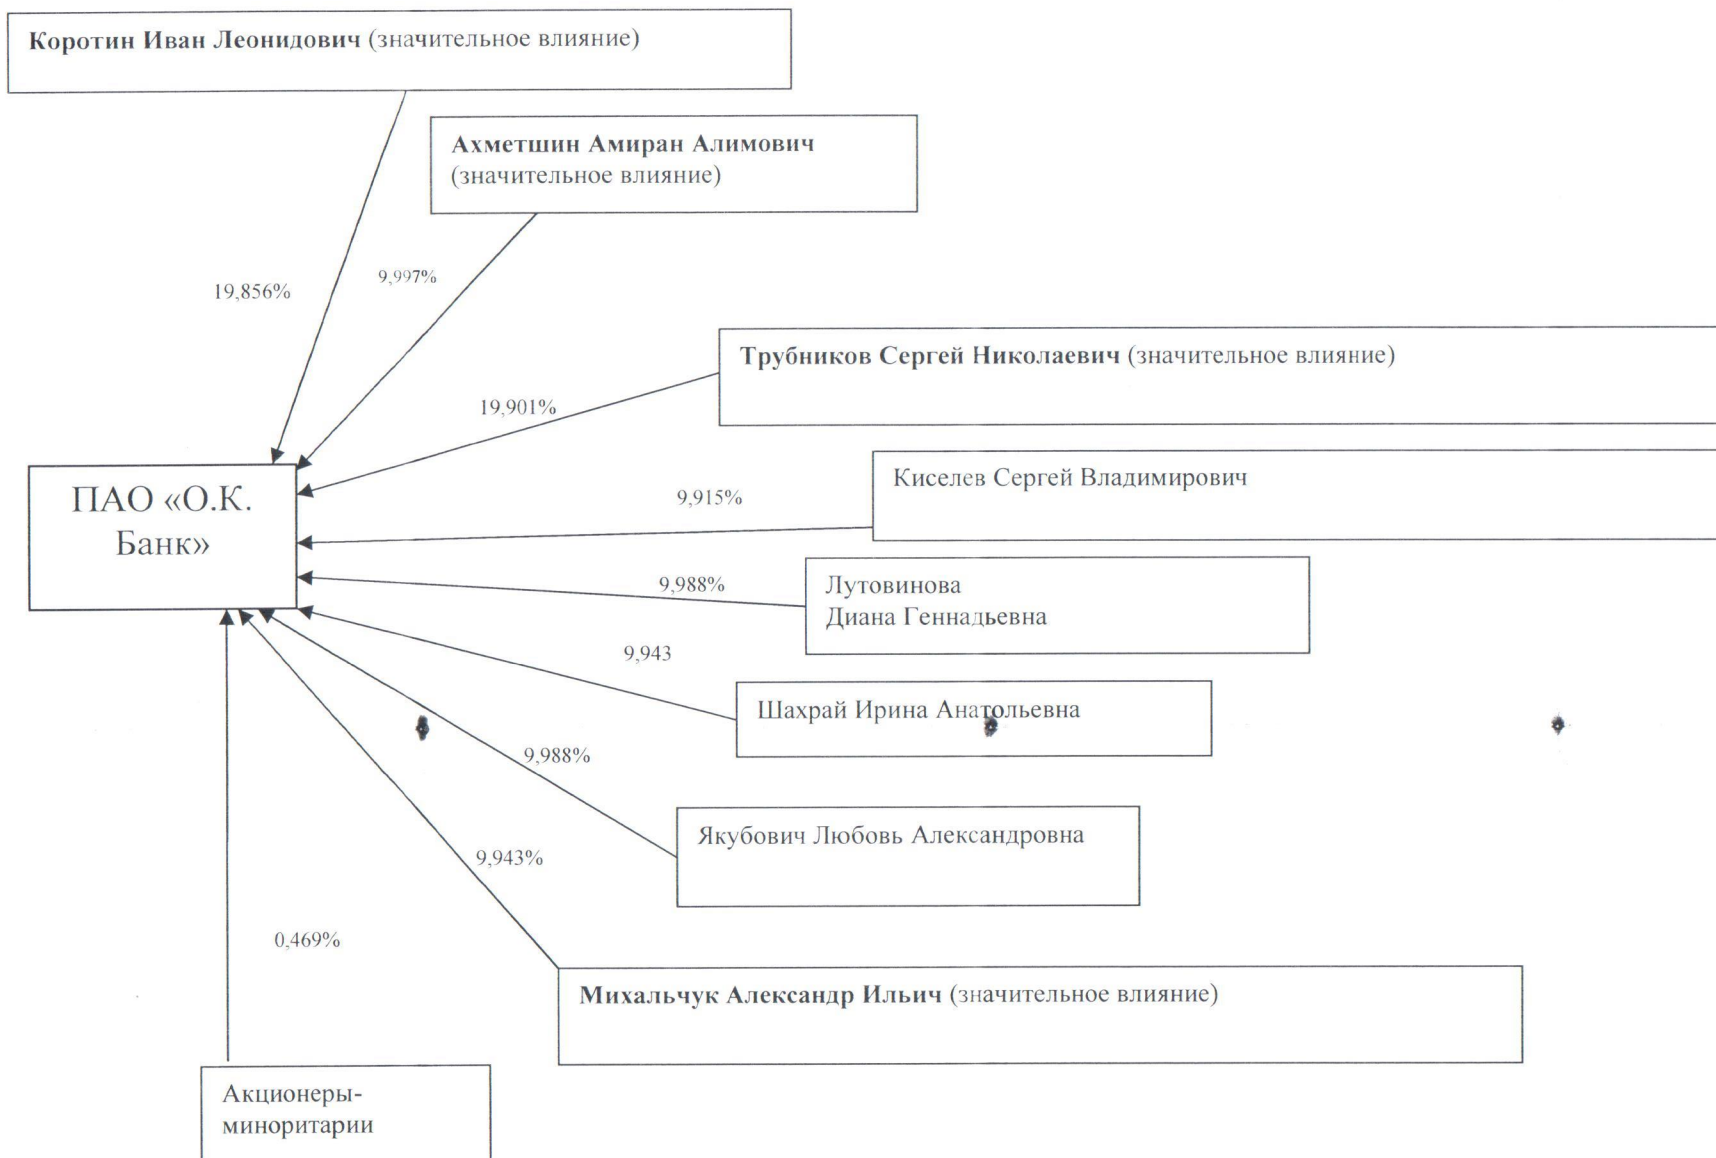 Коротин Иван Леонидович (значительное влияние)
Ахметшин Амиран Алимович
(значительное влияние)
9,997%
19,856%
Трубников Сергей Николаевич (значительное влияние)
19,901%
Киселев Сергей Владимирович
9,915%
ПАО «О.К.
Банк»
Лутовинова
Диана Геннадьевна
9,988%
9,943
Шахрай Ирина Анатольевна
9,988%
Якубович Любовь Александровна
9,943%
0,469%
Михальчук Александр Ильич (значительное влияние)
Акционеры-
миноритарии